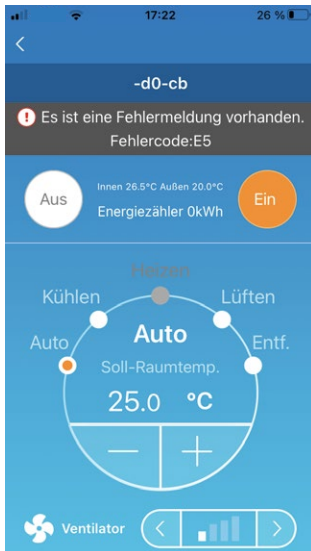 17:22
26 %
-d0-cb
Es ist eine Fehlermeldung vorhanden.
Fehlercode:E5
Aus
Innen 26.5°C Außen 20.0°C
Energiezähler 0kWh
Ein
Heizen
Kühlen
Lüften
Auto
Auto
Entf.
Soll-Raumtemp.
25.0 °C
Ventilator